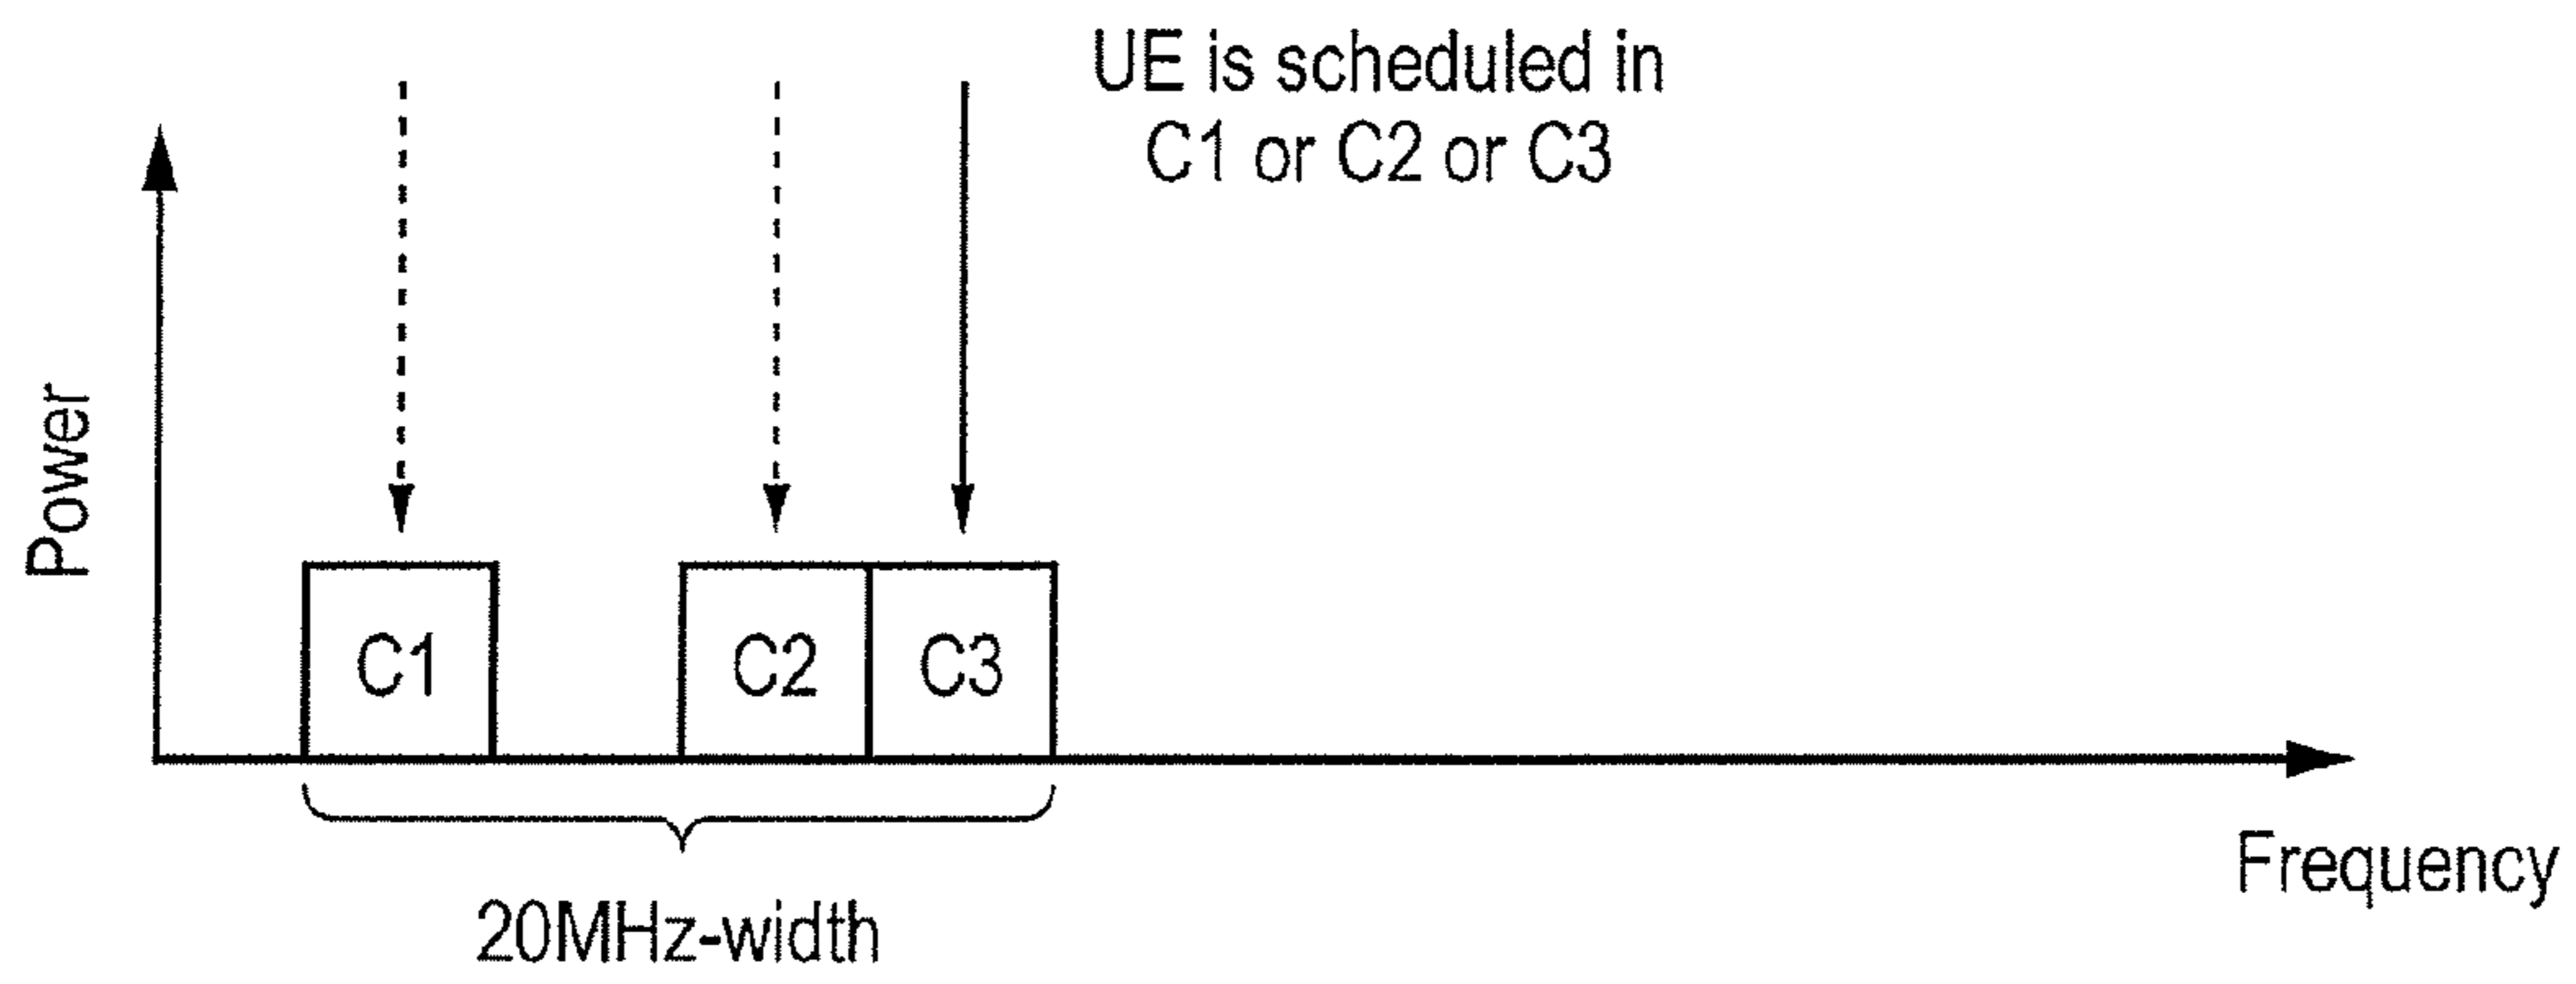 UE is scheduled in
C1 or C2 or C3
Power
C1
C2
C3
20MHz-width
Frequency